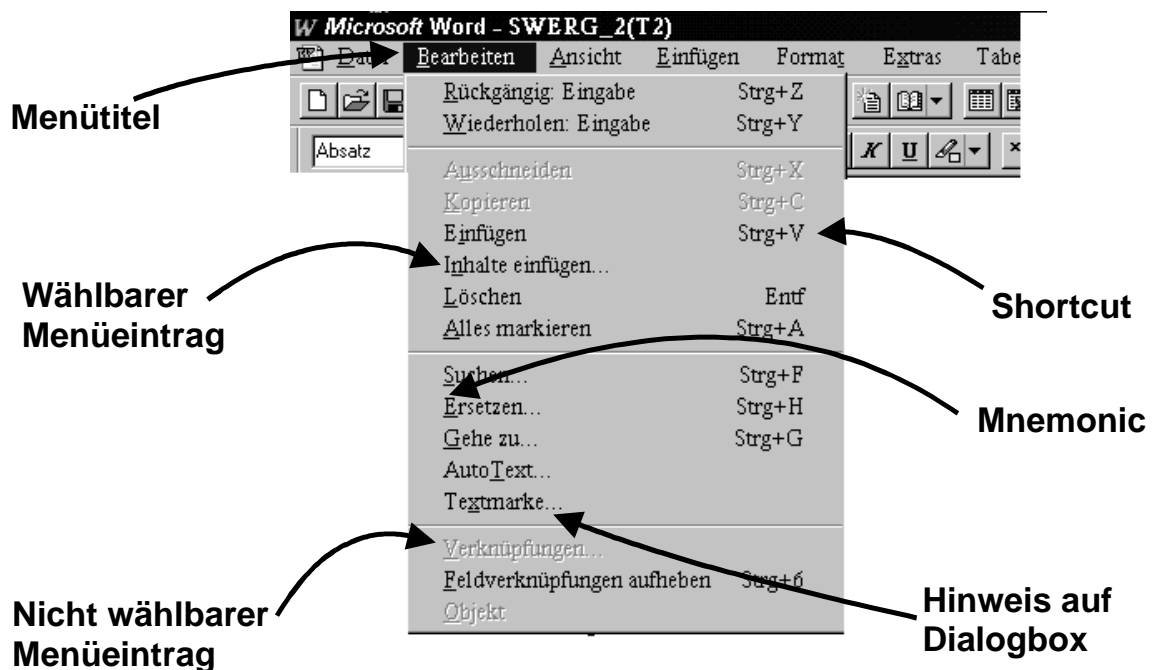 W Microsoft Word - SWERG_2(T2)
Bearbeiten Ansicht Einfügen Format Extras
Menütitel
Rückgängig: Eingabe Strg+Z
Wiederholen: Eingabe Strg+Y
Absatz
K U
Ausschneiden Strg+X
Kopieren Strg+C
Einfügen Strg+V
Inhalte einfügen...
Wählbarer
Menüeintrag
Löschen Entf
Shortcut
Alles markieren Strg+A
Suchen... Strg+F
Ersetzen... Strg+H
Mnemonic
Gehe zu... Strg+G
AutoText...
Textmarke...
Verknüpfungen...
Feldverknüpfungen aufheben Strg+6
Objekt
Nicht wählbarer
Menüeintrag
Hinweis auf
Dialogbox